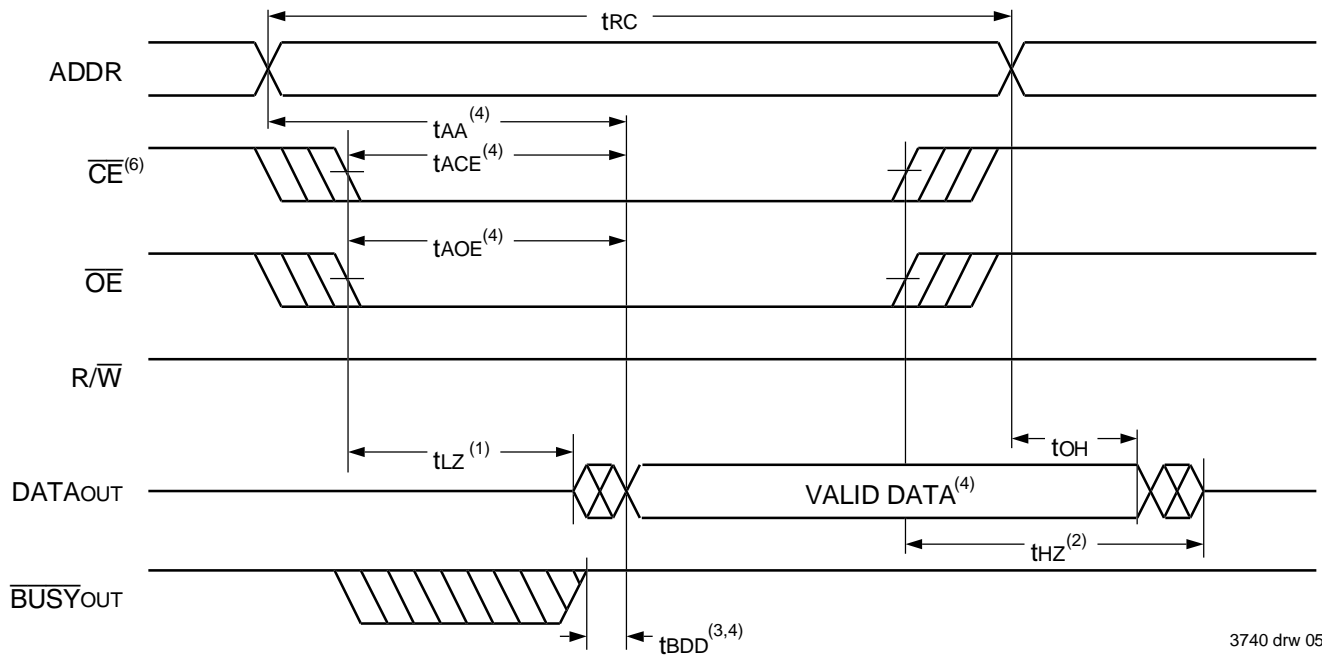 tRC
ADDR
tAA(4)
CE(6)
tACE(4)
tAOE(4)
OE
R/W
tLZ (1)
tOH
DATAOUT
VALID DATA(4)
tHZ(2)
BUSYOUT
tBDD(3,4)
3740 drw 05